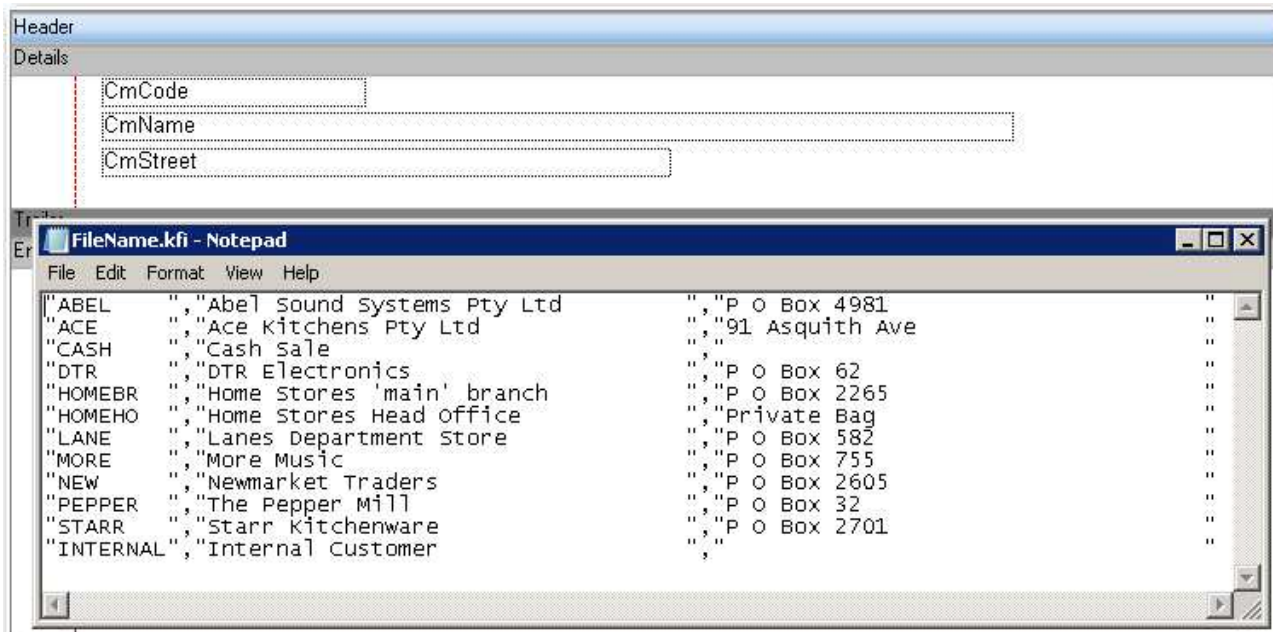 Header
Details
CmCode
CmName
CmStreet
FileName.kfi - Notepad
File Edit Format View Help
"ABEL    ","Abel Sound Systems Pty Ltd         ","P O Box 4981                       "
"ACE     ","Ace Kitchens Pty Ltd               ","91 Asquith Ave                     "
"CASH    ","Cash Sale                          ","                                   "
"DTR     ","DTR Electronics                    ","P O Box 62                         "
"HOMEBR  ","Home Stores 'main' branch          ","P O Box 2265                       "
"HOMEHO  ","Home Stores Head Office            ","Private Bag                        "
"LANE    ","Lanes Department Store             ","P O Box 582                        "
"MORE    ","More Music                         ","P O Box 755                        "
"NEW     ","Newmarket Traders                  ","P O Box 2605                       "
"PEPPER  ","The Pepper Mill                    ","P O Box 32                         "
"STARR   ","Starr Kitchenware                  ","P O Box 2701                       "
"INTERNAL","Internal Customer                  ","                                   "